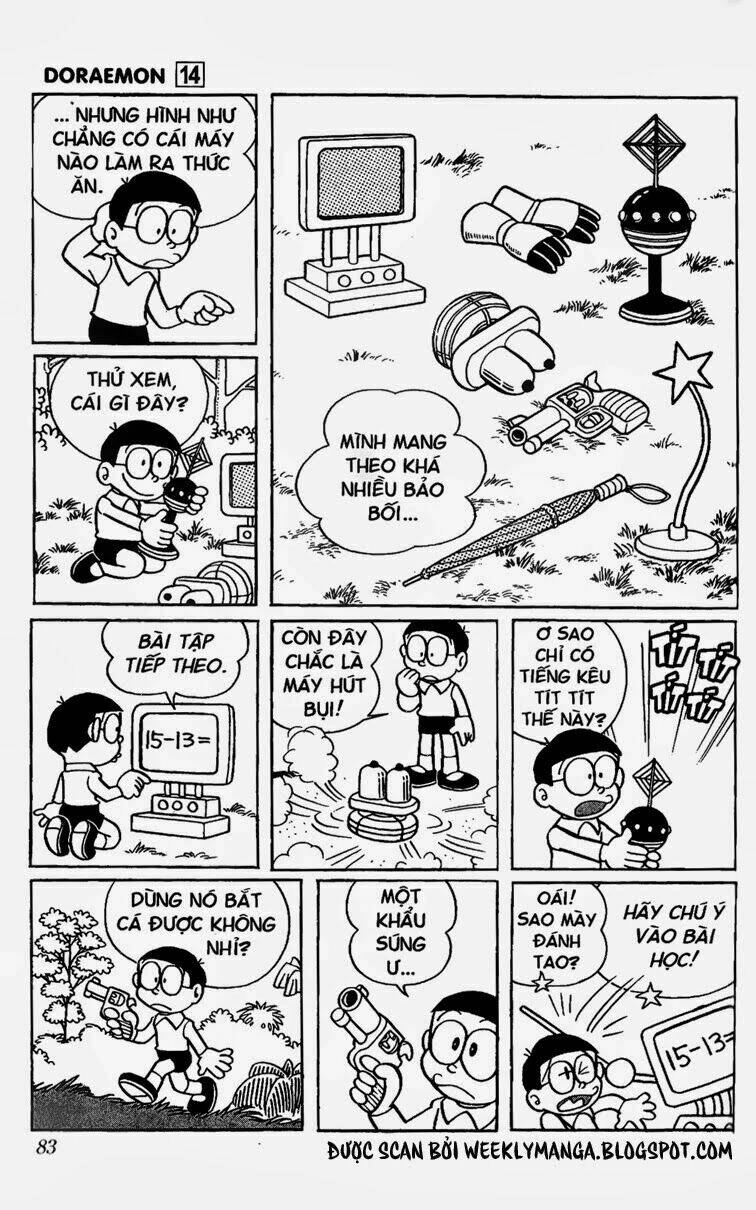 DORAEMON 14
MÌNH MANG
THEO KHÁ
NHIỀU BẢO
BỐI...
... NHƯNG HÌNH NHƯ
CHẲNG CÓ CÁI MÁY
NÀO LÀM RA THỨC
ĂN.
THỬ XEM,
CÁI GÌ ĐÂY?
Ơ SAO
CHỈ CÓ
TIẾNG KÊU
TÍT TÍT
THẾ NÀY?
TÍT
TÍT
TÍT
TÍT
CÒN ĐÂY
CHẮC LÀ
MÁY HÚT
BỤI!
BÀI TẬP
TIẾP THEO.
15-13=
HÃY CHÚ Ý
VÀO BÀI
HỌC!
OÁI!
SAO MÀY
ĐÁNH
TAO?
15-13=
MỘT
KHẨU
SÚNG
Ư...
DÙNG NÓ BẮT
CÁ ĐƯỢC KHÔNG
NHỈ?
83
ĐƯỢC SCAN BỞI WEEKLYMANGA.BLOGSPOT.COM